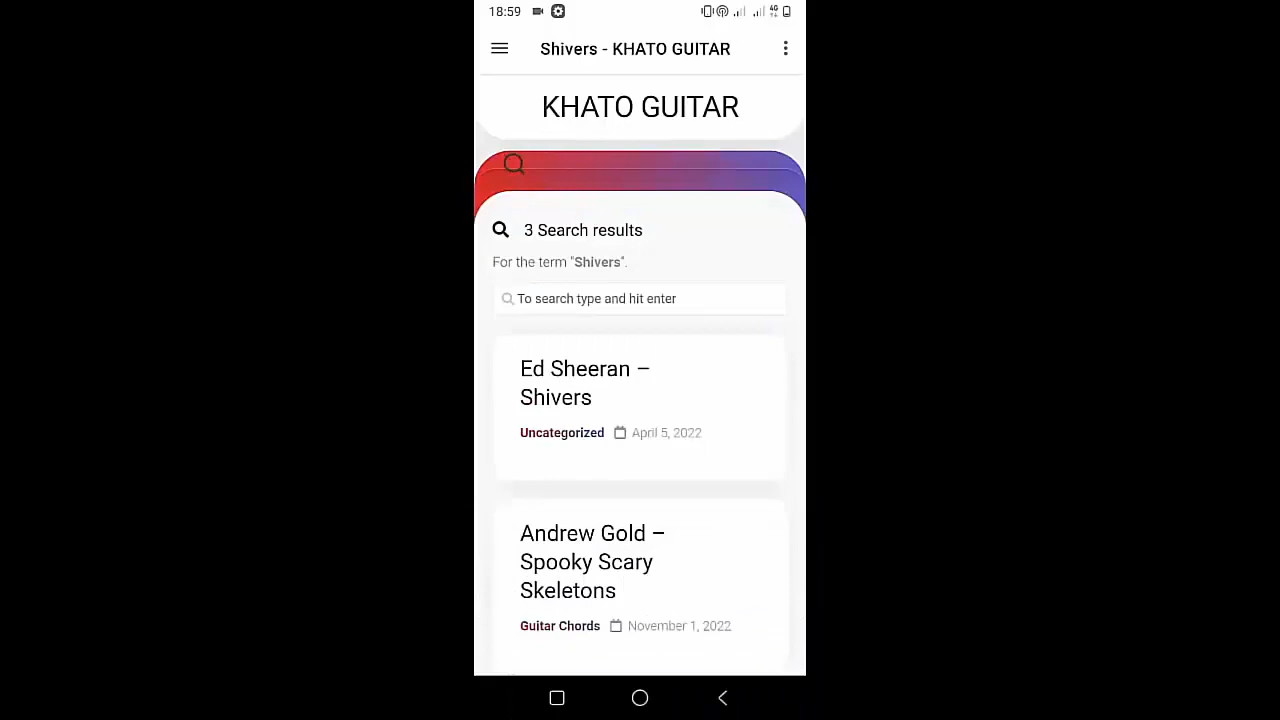 18:59
4G
Shivers - KHATO GUITAR
KHATO GUITAR
3 Search results
For the term "Shivers".
To search type and hit enter
Ed Sheeran –
Shivers
Uncategorized April 5, 2022
Andrew Gold –
Spooky Scary
Skeletons
Guitar Chords November 1, 2022